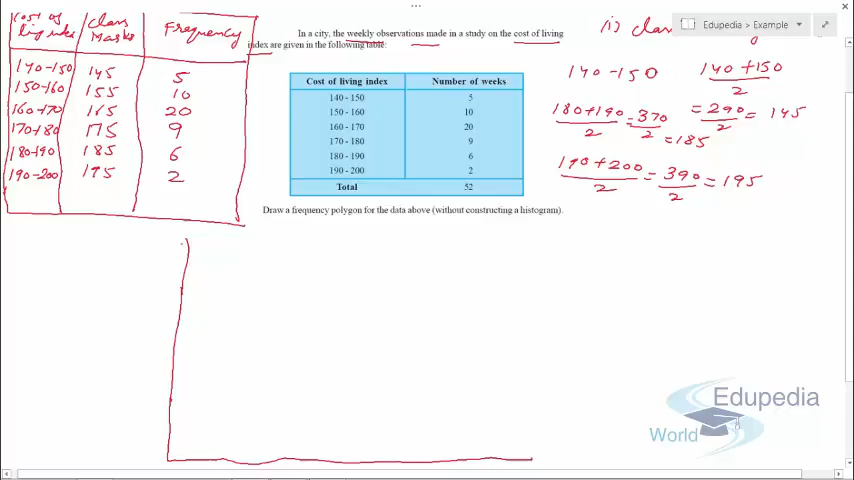 Cost of
lig index
Class
Marks
Frequency
140-150 145 5
150-160 155 10
160-170 165 20
170-180 175 9
180-190 185 6
190-200 195 2
In a city, the weekly observations made in a study on the cost of living
index are given in the following table:
Cost of living index Number of weeks
140 - 150 5
150 - 160 10
160 - 170 20
170 - 180 9
180 - 190 6
190 - 200 2
Total 52
Draw a frequency polygon for the data above (without constructing a histogram).
(i) clas
Edupedia > Example
140-150 140+150
2
= 290 = 145
2
180+190 = 370
2 2
= 185
190+200 = 390 = 195
2 2
Edupedia
World